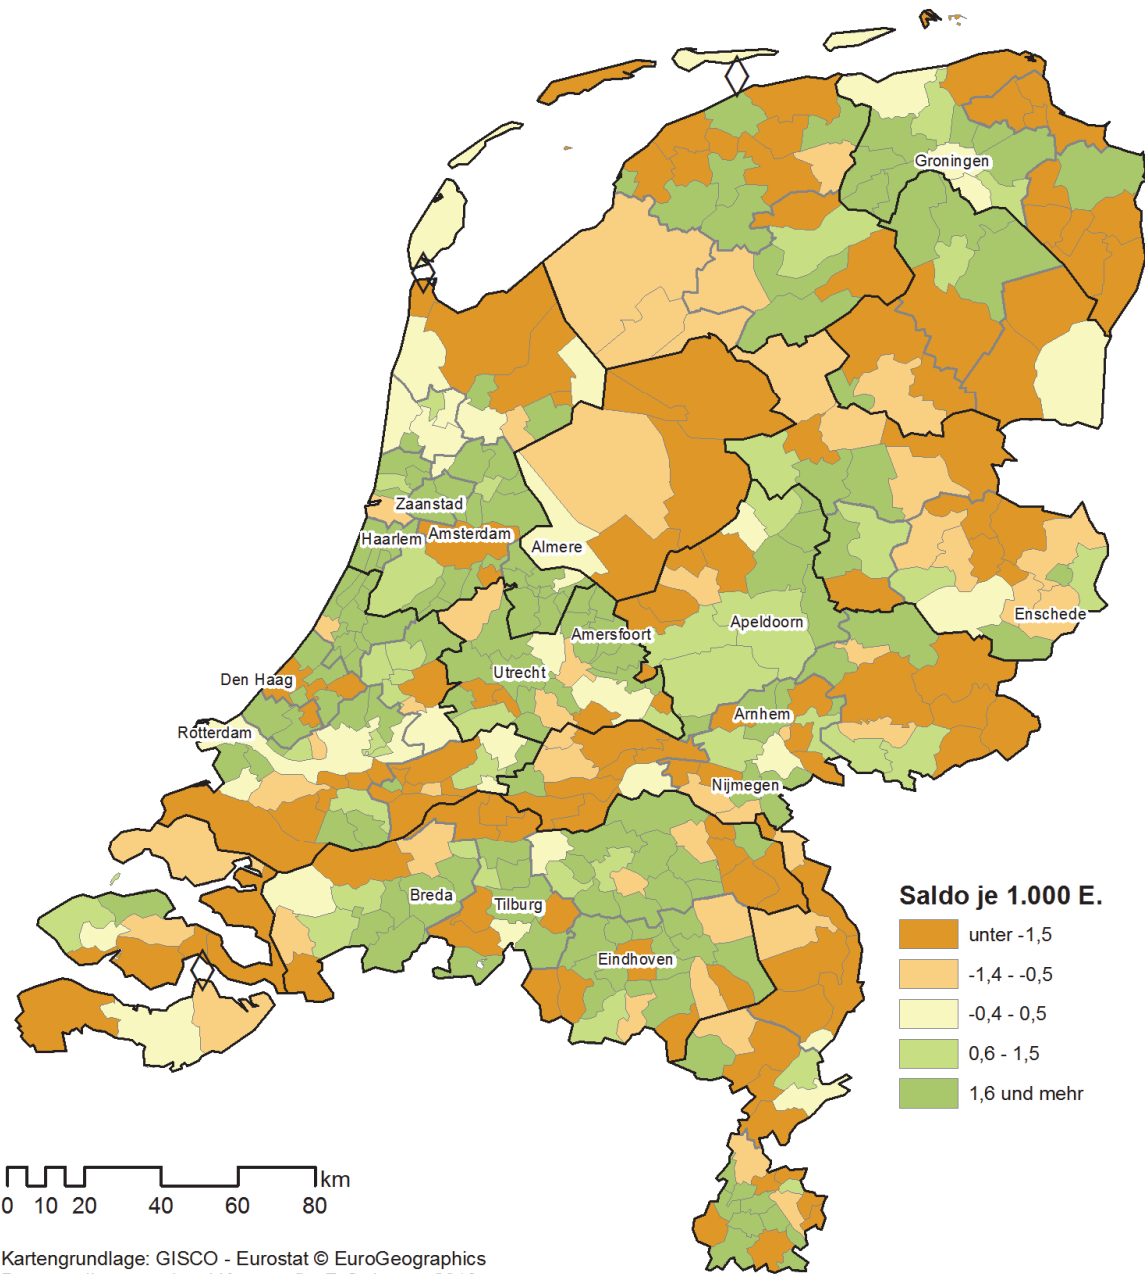 Groningen
Zaanstad
Haarlem
Amsterdam
Almere
Enschede
Apeldoorn
Amersfoort
Utrecht
Den Haag
Arnhem
Rotterdam
Nijmegen
Breda
Tilburg
Eindhoven
Saldo je 1.000 E.
unter -1,5
-1,4 - -0,5
-0,4 - 0,5
0,6 - 1,5
1,6 und mehr
km
0 10 20 40 60 80
Kartengrundlage: GISCO - Eurostat © EuroGeographics